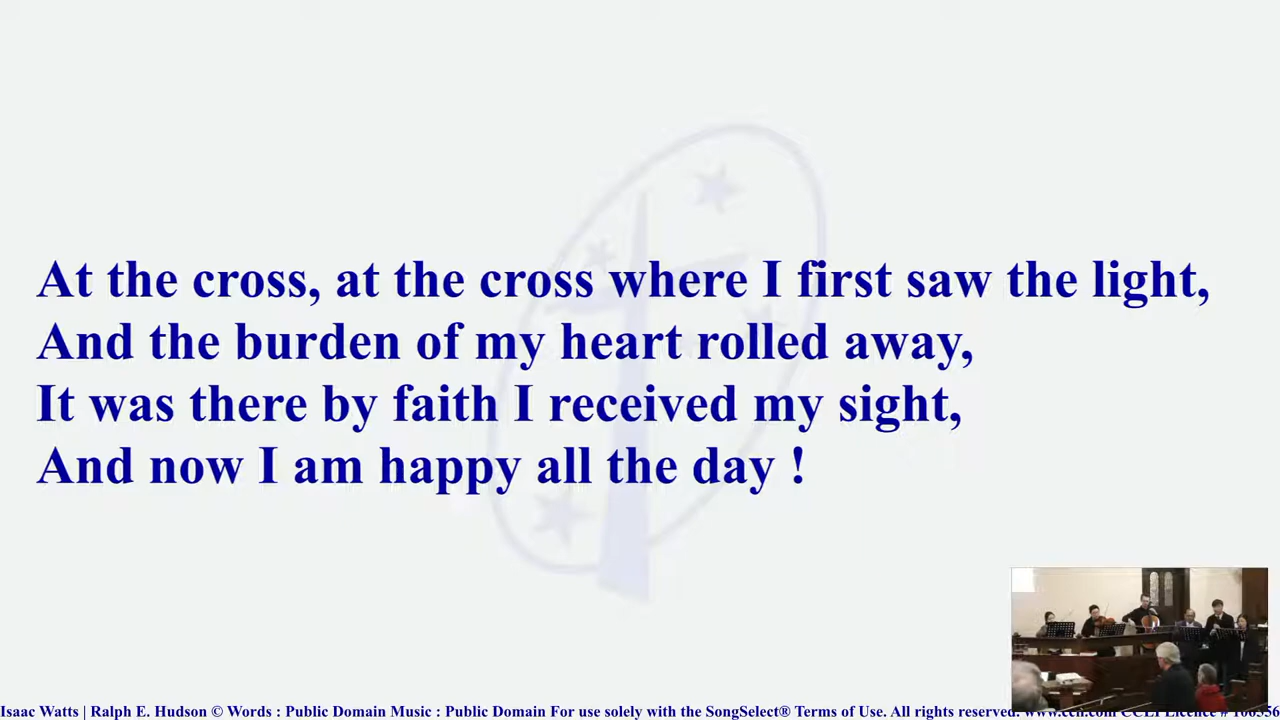 At the cross, at the cross where I first saw the light,
And the burden of my heart rolled away,
It was there by faith I received my sight,
And now I am happy all the day !
Isaac Watts | Ralph E. Hudson © Words : Public Domain Music : Public Domain For use solely with the SongSelect® Terms of Use. All rights reserved.